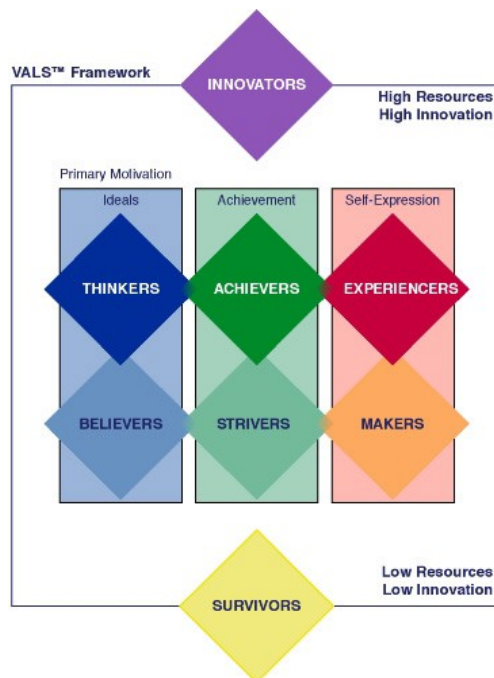 VALS™ Framework
INNOVATORS
High Resources
High Innovation
Primary Motivation
Ideals
Achievement
Self-Expression
THINKERS
ACHIEVERS
EXPERIENCERS
BELIEVERS
STRIVERS
MAKERS
Low Resources
Low Innovation
SURVIVORS